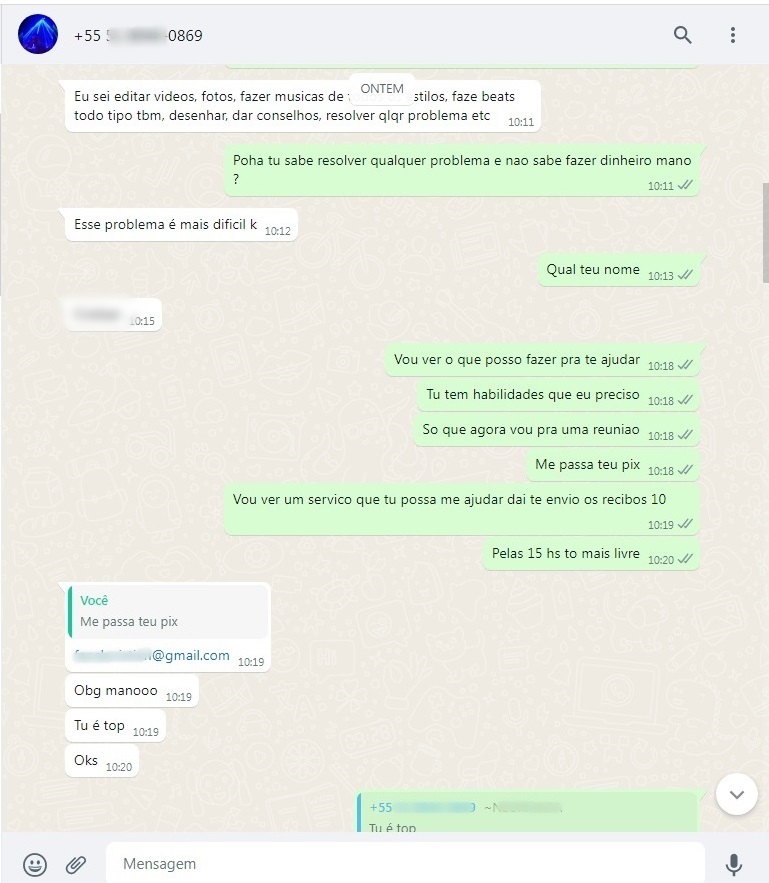 +55 5 -0869
ONTEM
Eu sei editar videos, fotos, fazer musicas de estilos, faze beats
todo tipo tbm, desenhar, dar conselhos, resolver qlqr problema etc 10:11
Poha tu sabe resolver qualquer problema e nao sabe fazer dinheiro mano
? 10:11
Esse problema é mais dificil k 10:12
Qual teu nome 10:13
10:15
Vou ver o que posso fazer pra te ajudar 10:18
Tu tem habilidades que eu preciso 10:18
So que agora vou pra uma reuniao 10:18
Me passa teu pix 10:18
Vou ver um servico que tu possa me ajudar dai te envio os recibos 10
10:19
Pelas 15 hs to mais livre 10:20
Você
Me passa teu pix
@gmail.com 10:19
Obg manooo 10:19
Tu é top 10:19
Oks 10:20
+55
Tu é top
Mensagem